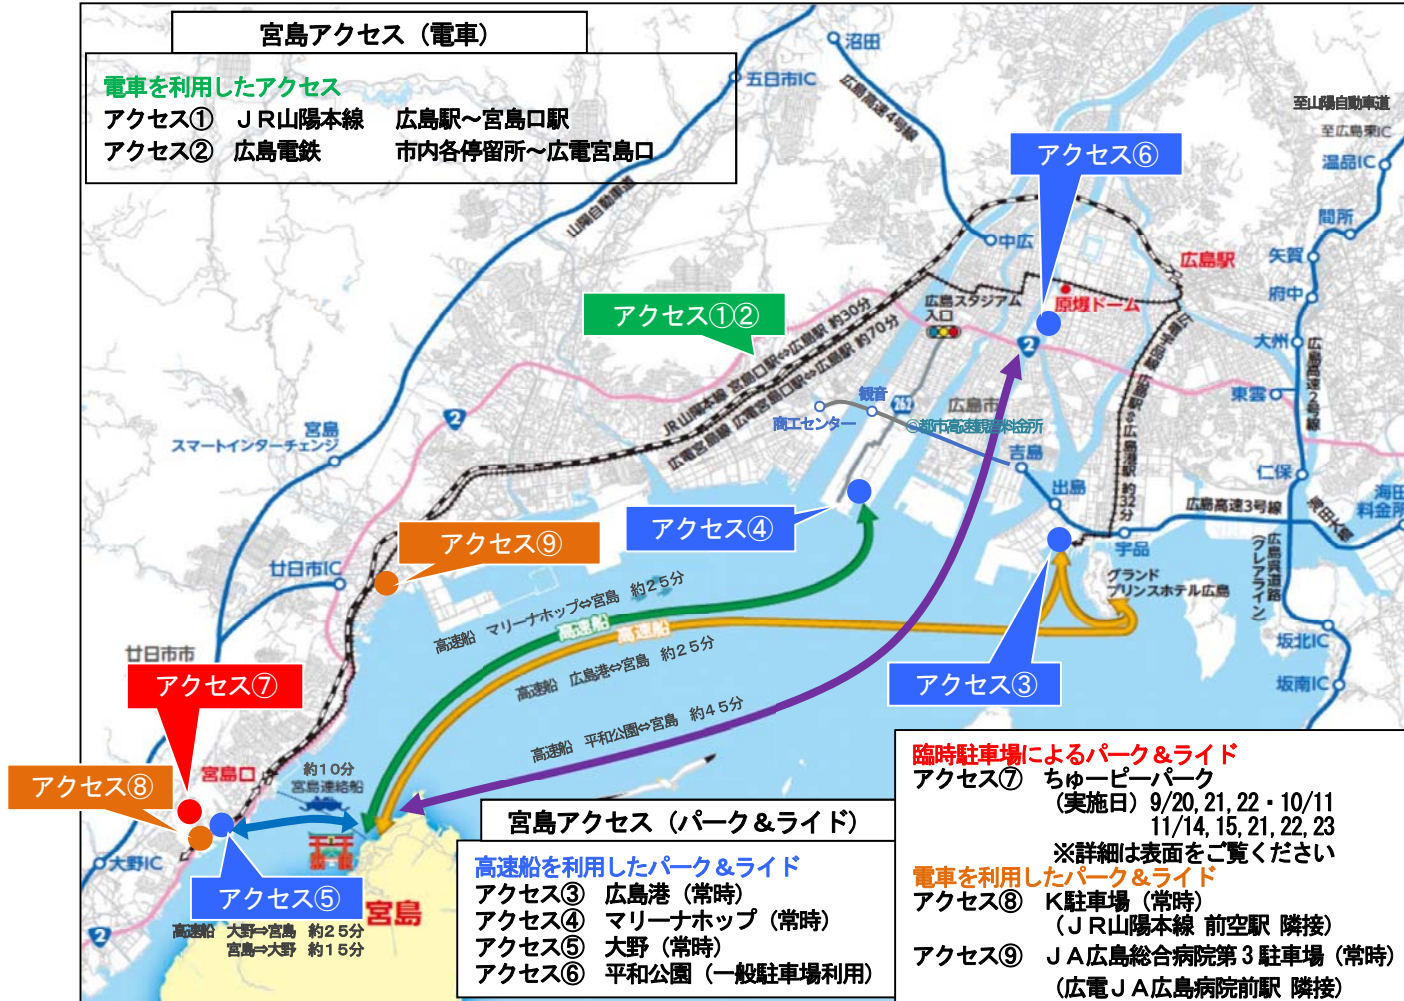 宮島アクセス（電車）
電車を利用したアクセス
アクセス①　ＪＲ山陽本線　広島駅～宮島口駅
アクセス②　広島電鉄　市内各停留所～広電宮島口
沼田
五日市IC
広島高速4号線
山陽自動車道
至山陽自動車道
至広島東IC
温品IC
アクセス⑥
間所
中広
広島駅
矢賀
府中
広島スタジアム
入口
原爆ドーム
アクセス①②
JR山陽本線 宮島口駅⇔広島駅 約30分
広電宮島線 広電宮島口駅⇔広島駅 約70分
2
大州
広島高速2号線
東雲
観音
262
広島市
商工センター
2
宮島
スマートインターチェンジ
吉島
仁保
出島
約32分
広島高速3号線
海田
料金所
アクセス④
アクセス⑨
宇品
廿日市IC
広島呉道路
(クレアライン)
グランド
プリンスホテル広島
高速船　マリーナホップ⇔宮島　約２５分
高速船
高速船
坂北IC
高速船　広島港⇔宮島　約２５分
廿日市市
アクセス⑦
アクセス③
坂南IC
高速船　平和公園⇔宮島　約４５分
宮島口
約10分
宮島連絡船
アクセス⑧
大野IC
アクセス⑤
宮島
2
高速船　大野⇒宮島　約２５分
宮島⇒大野　約１５分
宮島アクセス（パーク＆ライド）
高速船を利用したパーク＆ライド
アクセス③　広島港（常時）
アクセス④　マリーナホップ（常時）
アクセス⑤　大野（常時）
アクセス⑥　平和公園（一般駐車場利用）
臨時駐車場によるパーク＆ライド
アクセス⑦　ちゅーピーパーク
（実施日）9/20,21,22・10/11
11/14,15,21,22,23
※詳細は表面をご覧ください
電車を利用したパーク＆ライド
アクセス⑧　Ｋ駐車場（常時）
（ＪＲ山陽本線 前空駅 隣接）
アクセス⑨　ＪＡ広島総合病院第３駐車場（常時）
（広電ＪＡ広島病院前駅 隣接）